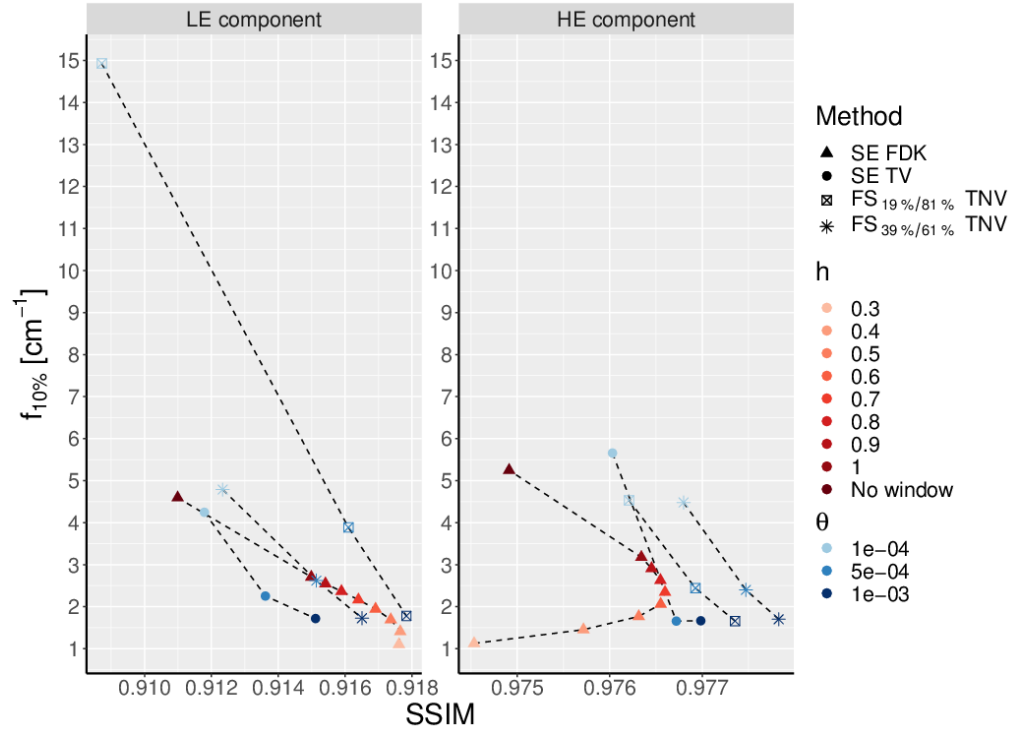 LE component
HE component
15
14
13
12
11
10
9
8
7
6
5
4
3
2
1
f10% [cm−1]
0.910 0.912 0.914 0.916 0.918
0.975 0.976 0.977
SSIM
Method
SE FDK
SE TV
FS 19 %/81 % TNV
FS 39 %/61 % TNV
h
0.3
0.4
0.5
0.6
0.7
0.8
0.9
1
No window
θ
1e−04
5e−04
1e−03